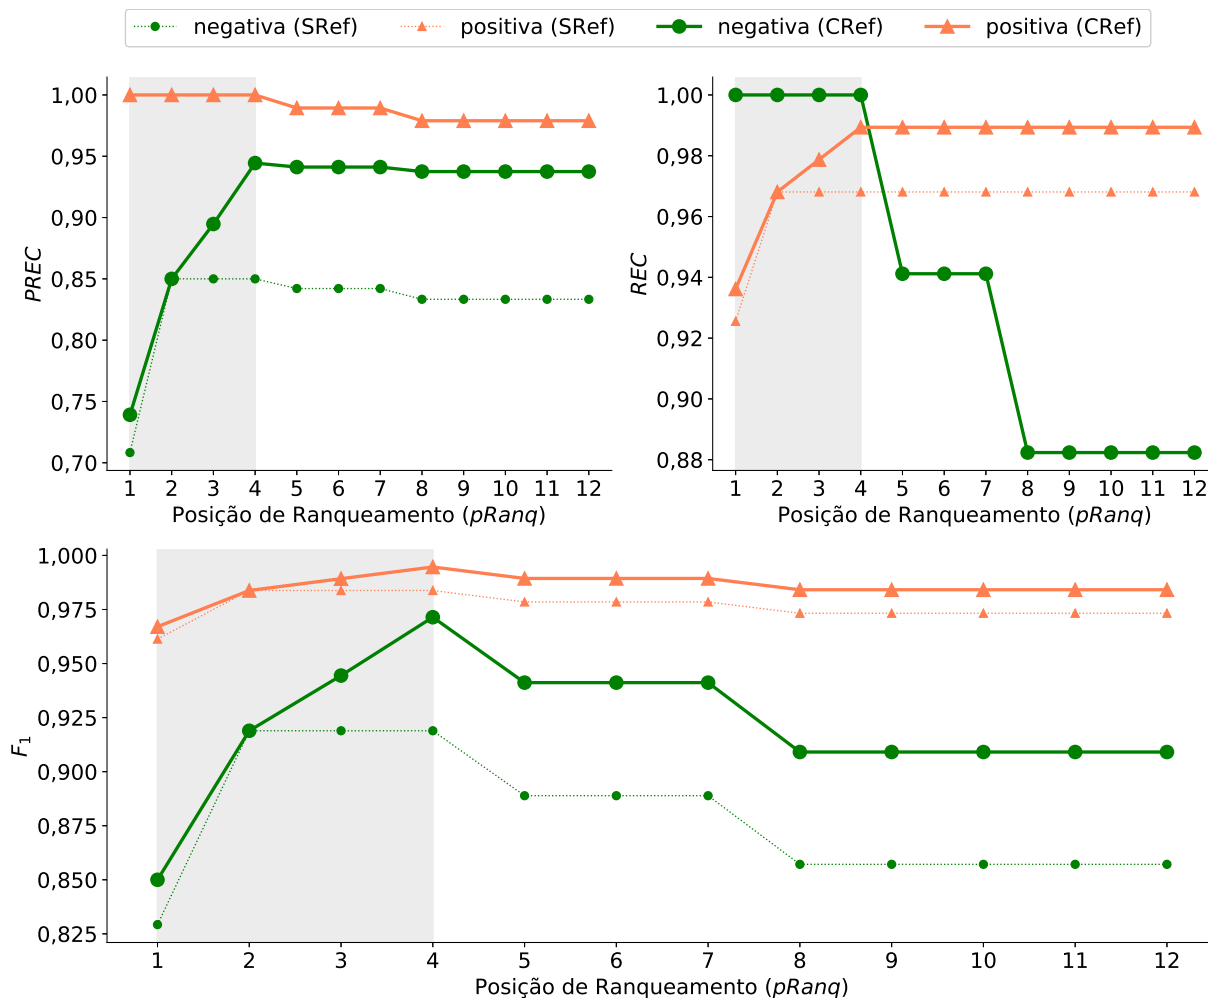 negativa (SRef) positiva (SRef) negativa (CRef) positiva (CRef)
1,00
0,95
0,90
0,85
0,80
0,75
0,70
PREC
1 2 3 4 5 6 7 8 9 10 11 12
Posição de Ranqueamento (pRanq)
1,00
0,98
0,96
0,94
0,92
0,90
0,88
REC
1 2 3 4 5 6 7 8 9 10 11 12
Posição de Ranqueamento (pRanq)
1,000
0,975
0,950
0,925
0,900
0,875
0,850
0,825
F1
1 2 3 4 5 6 7 8 9 10 11 12
Posição de Ranqueamento (pRanq)